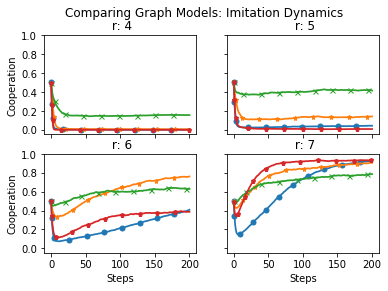 Comparing Graph Models: Imitation Dynamics
r: 4
r: 5
1.0
0.8
0.6
0.4
0.2
0.0
Cooperation
r: 6
r: 7
1.0
0.8
0.6
0.4
0.2
0.0
Cooperation
0 50 100 150 200
0 50 100 150 200
Steps
Steps